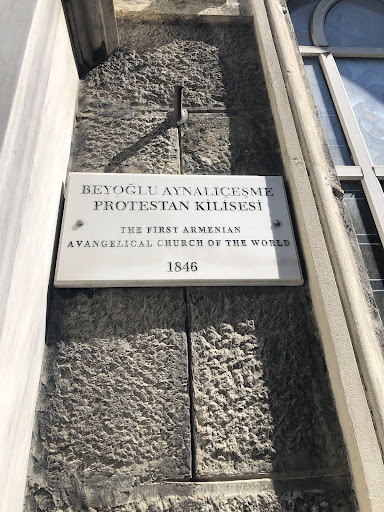 BEYOĞLU AYNALIÇEŞME
PROTESTAN KİLİSESİ
THE FIRST ARMENIAN
AVANGELICAL CHURCH OF THE WORLD
1846